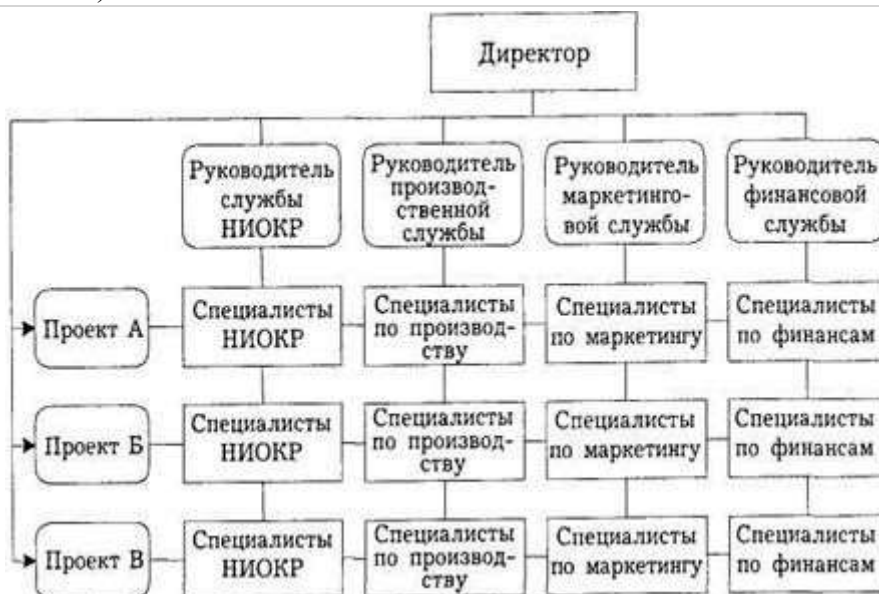 Директор
Руководитель
службы
НИОКР
Руководитель
производ-
ственной
службы
Руководитель
маркетинго-
вой службы
Руководитель
финансовой
службы
Проект А
Специалисты
НИОКР
Специалисты
по производ-
ству
Специалисты
по маркетингу
Специалисты
по финансам
Проект Б
Специалисты
НИОКР
Специалисты
по производ-
ству
Специалисты
по маркетингу
Специалисты
по финансам
Проект В
Специалисты
НИОКР
Специалисты
по производ-
ству
Специалисты
по маркетингу
Специалисты
по финансам